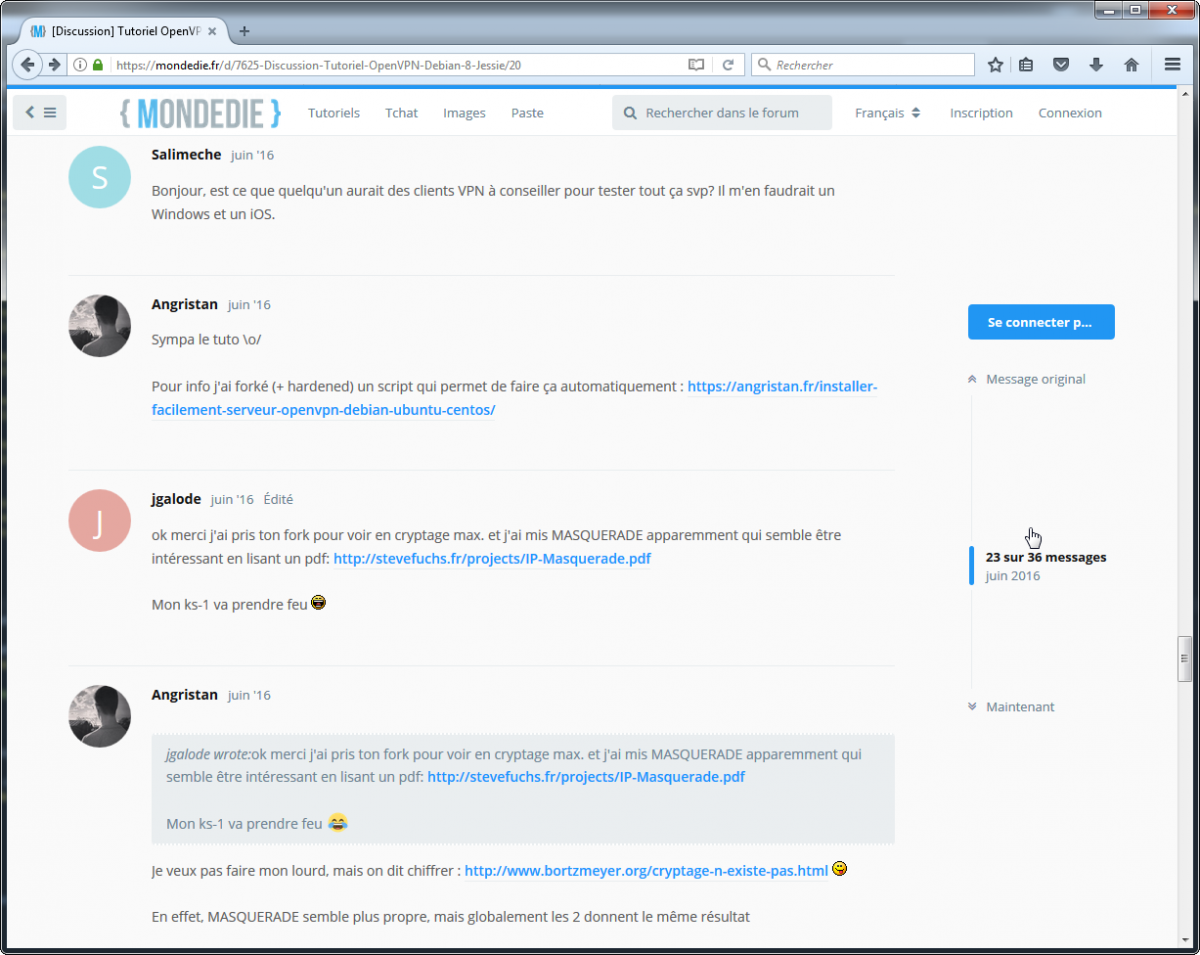 [Discussion] Tutoriel OpenVP
https://mondedie.fr/d/7625-Discussion-Tutoriel-OpenVPN-Debian-8-Jessie/20
Rechercher
{ MONDEDIE }
Tutoriels
Tchat
Images
Paste
Rechercher dans le forum
Français
Inscription
Connexion
S
Salimeche juin '16
Bonjour, est ce que quelqu'un aurait des clients VPN à conseiller pour tester tout ça svp? Il m'en faudrait un
Windows et un iOS.
Angristan juin '16
Sympa le tuto \o/
Pour info j'ai forké (+ hardened) un script qui permet de faire ça automatiquement : https://angristan.fr/installer-
facilement-serveur-openvpn-debian-ubuntu-centos/
J
jgalode juin '16 Édité
ok merci j'ai pris ton fork pour voir en cryptage max. et j'ai mis MASQUERADE apparemment qui semble être
intéressant en lisant un pdf: http://stevefuchs.fr/projects/IP-Masquerade.pdf
Mon ks-1 va prendre feu
Angristan juin '16
jgalode wrote:ok merci j'ai pris ton fork pour voir en cryptage max. et j'ai mis MASQUERADE apparemment qui
semble être intéressant en lisant un pdf: http://stevefuchs.fr/projects/IP-Masquerade.pdf
Mon ks-1 va prendre feu 😂
Je veux pas faire mon lourd, mais on dit chiffrer : http://www.bortzmeyer.org/cryptage-n-existe-pas.html
En effet, MASQUERADE semble plus propre, mais globalement les 2 donnent le même résultat
Se connecter p...
Message original
23 sur 36 messages
juin 2016
Maintenant